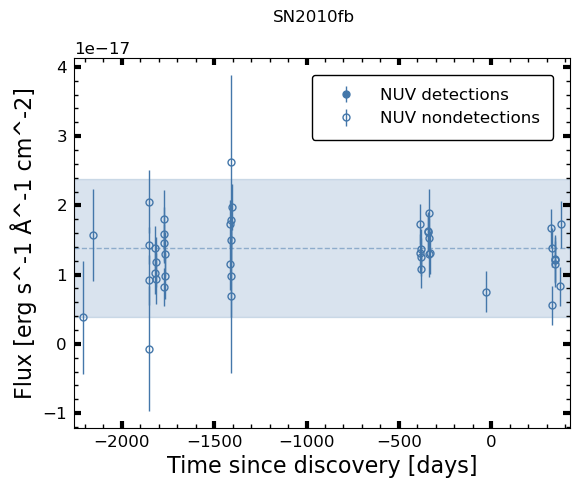 SN2010fb
1e−17
4
3
2
1
0
−1
Flux [erg s^-1 Å^-1 cm^-2]
NUV detections
NUV nondetections
−2000 −1500 −1000 −500 0
Time since discovery [days]